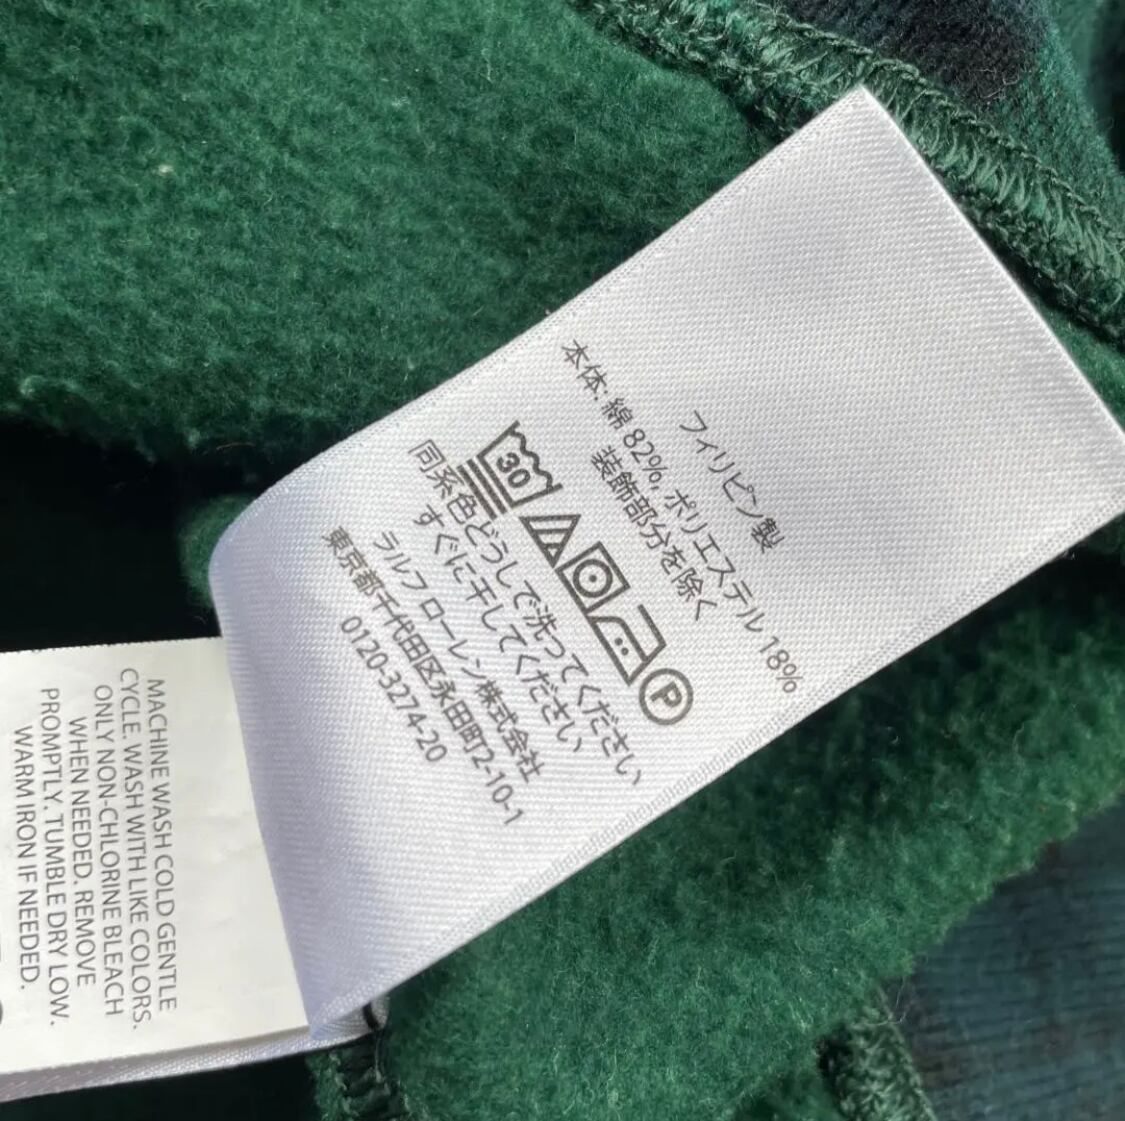 フィリピン製
本体: 綿 82%, ポリエステル 18%
装飾部分を除く
30
P
同系色どうしで洗ってください
すぐに干してください
ラルフ ローレン株式会社
東京都千代田区永田町2-10-1
0120-3274-20
MACHINE WASH COLD GENTLE
CYCLE. WASH WITH LIKE COLORS.
ONLY NON-CHLORINE BLEACH
WHEN NEEDED. REMOVE
PROMPTLY. TUMBLE DRY LOW.
WARM IRON IF NEEDED.